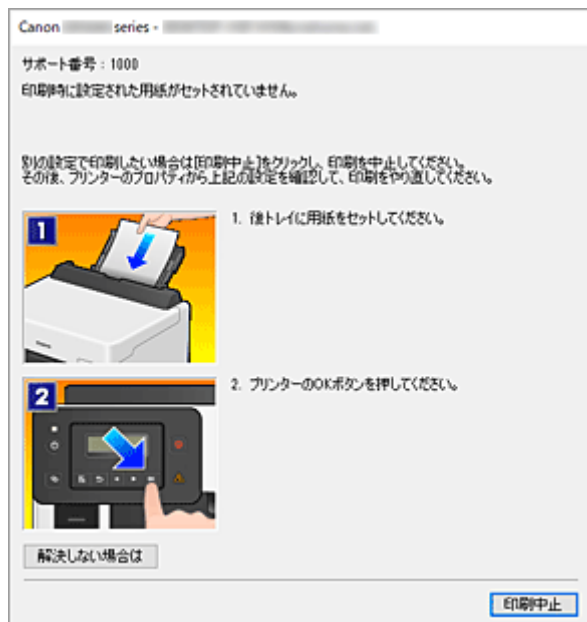 Canon series -
サポート番号 : 1000
印刷時に設定された用紙がセットされていません。
別の設定で印刷したい場合は[印刷中止]をクリックし、印刷を中止してください。
その後、プリンターのプロパティから上記の設定を確認して、印刷をやり直してください。
1
1. 後トレイに用紙をセットしてください。
2
2. プリンターのOKボタンを押してください。
解決しない場合は
印刷中止